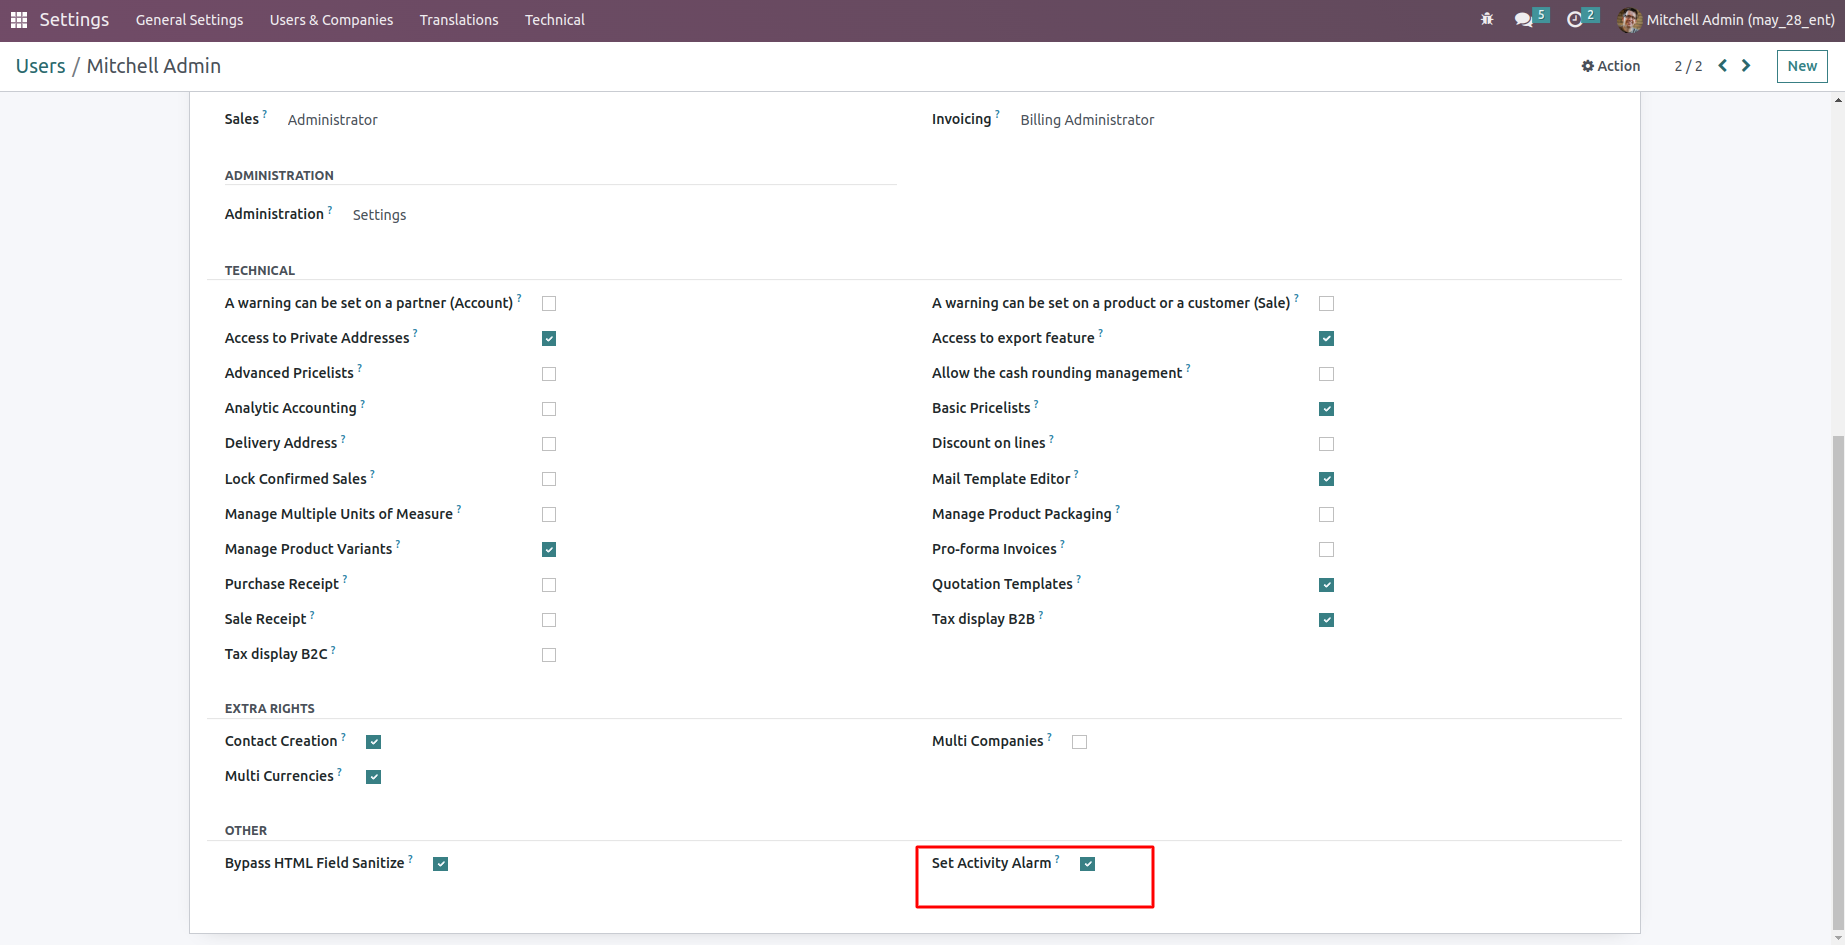 Settings General Settings Users & Companies Translations Technical 5 2 Mitchell Admin (may_28_ent)
Users / Mitchell Admin Action 2 / 2 New
Sales ? Administrator Invoicing ? Billing Administrator
ADMINISTRATION
Administration ? Settings
TECHNICAL
A warning can be set on a partner (Account) ? A warning can be set on a product or a customer (Sale) ?
Access to Private Addresses ? Access to export feature ?
Advanced Pricelists ? Allow the cash rounding management ?
Analytic Accounting ? Basic Pricelists ?
Delivery Address ? Discount on lines ?
Lock Confirmed Sales ? Mail Template Editor ?
Manage Multiple Units of Measure ? Manage Product Packaging ?
Manage Product Variants ? Pro-forma Invoices ?
Purchase Receipt ? Quotation Templates ?
Sale Receipt ? Tax display B2B ?
Tax display B2C ?
EXTRA RIGHTS
Contact Creation ? Multi Companies ?
Multi Currencies ?
OTHER
Bypass HTML Field Sanitize ? Set Activity Alarm ?